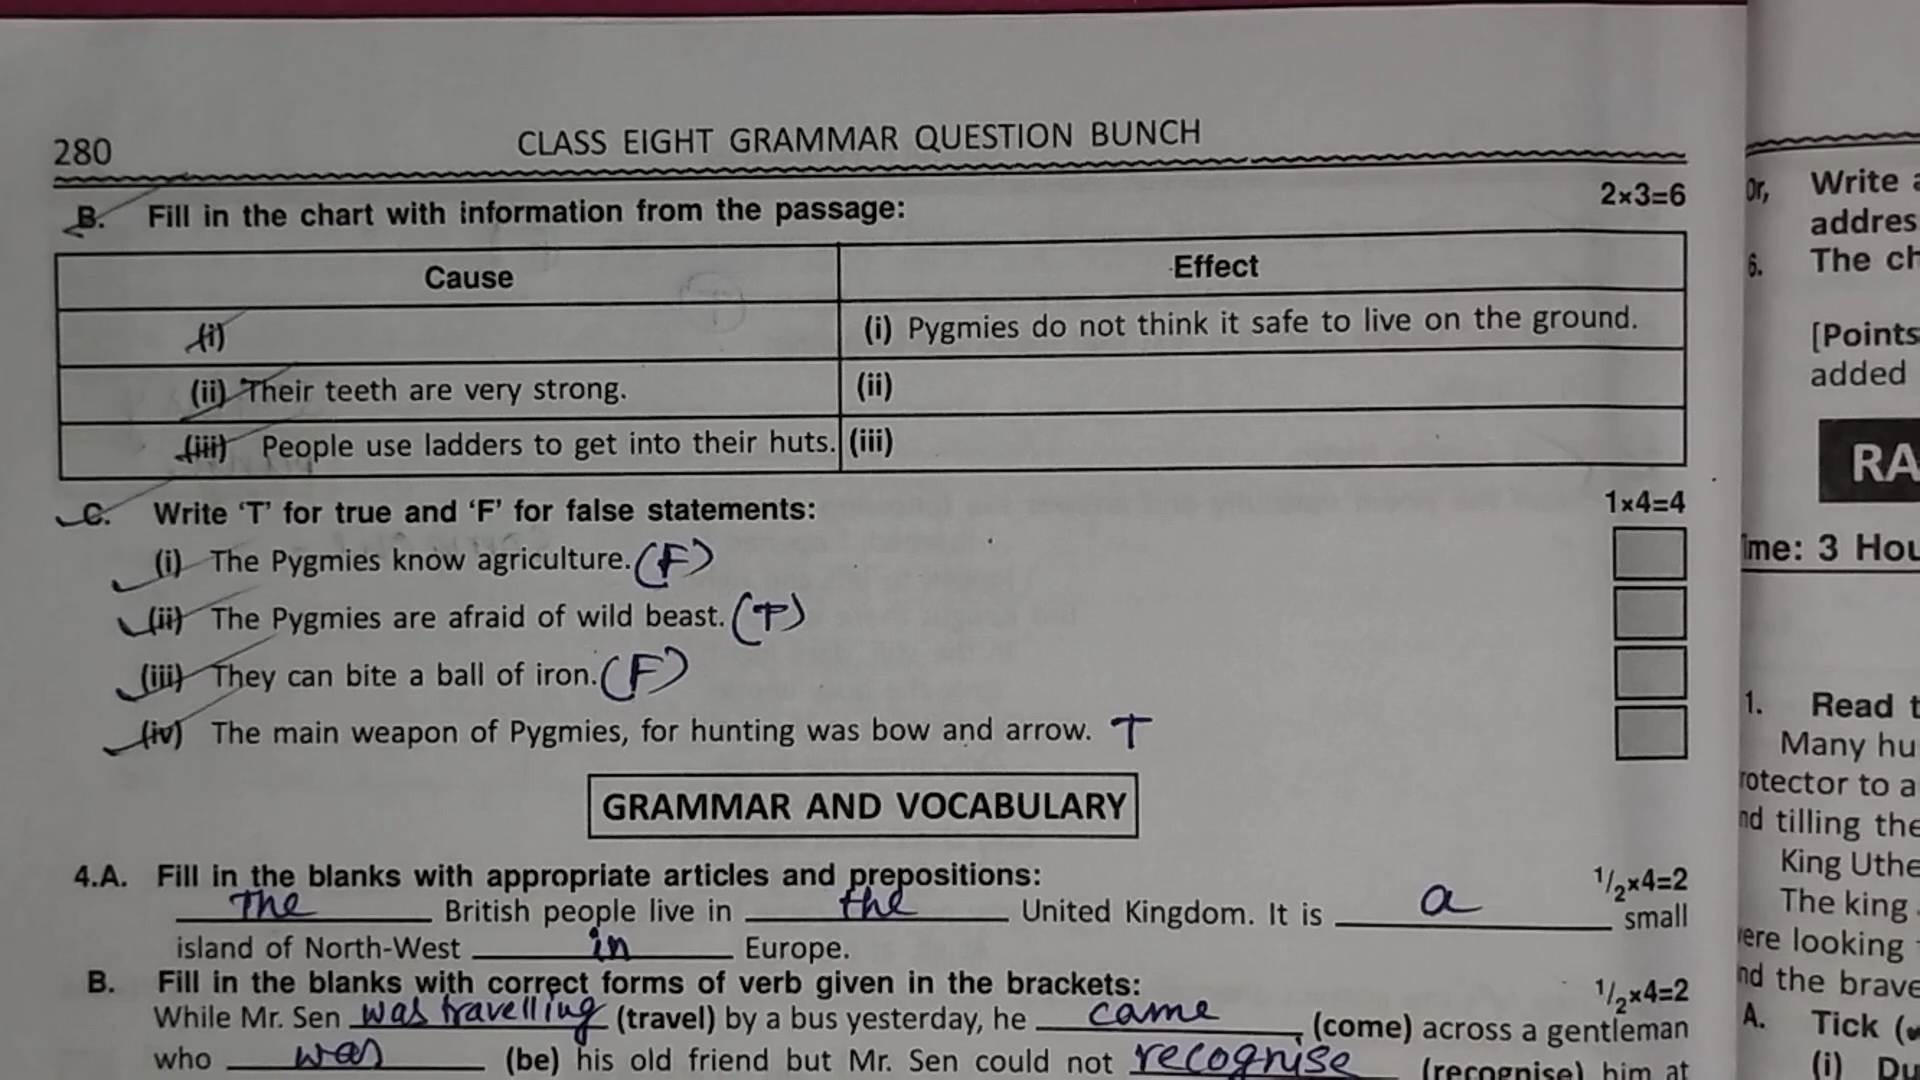 280
CLASS EIGHT GRAMMAR QUESTION BUNCH
B. Fill in the chart with information from the passage: 2×3=6
Cause Effect
(i) (i) Pygmies do not think it safe to live on the ground.
(ii) Their teeth are very strong. (ii)
(iii) People use ladders to get into their huts. (iii)
C. Write ‘T’ for true and ‘F’ for false statements: 1×4=4
(i) The Pygmies know agriculture. (F)
(ii) The Pygmies are afraid of wild beast. (T)
(iii) They can bite a ball of iron. (F)
(iv) The main weapon of Pygmies, for hunting was bow and arrow. T
GRAMMAR AND VOCABULARY
4.A. Fill in the blanks with appropriate articles and prepositions: 1/2×4=2
The British people live in the United Kingdom. It is a small
island of North-West in Europe.
B. Fill in the blanks with correct forms of verb given in the brackets: 1/2×4=2
While Mr. Sen was travelling (travel) by a bus yesterday, he came (come) across a gentleman
who was (be) his old friend but Mr. Sen could not recognise (recognise) him at
Or, Write
addres
6. The ch
[Points
added
RA
ime: 3 Hou
1. Read t
Many hu
rotector to a
nd tilling the
King Uthe
The king
ere looking
nd the brave
A. Tick (
(i) Du